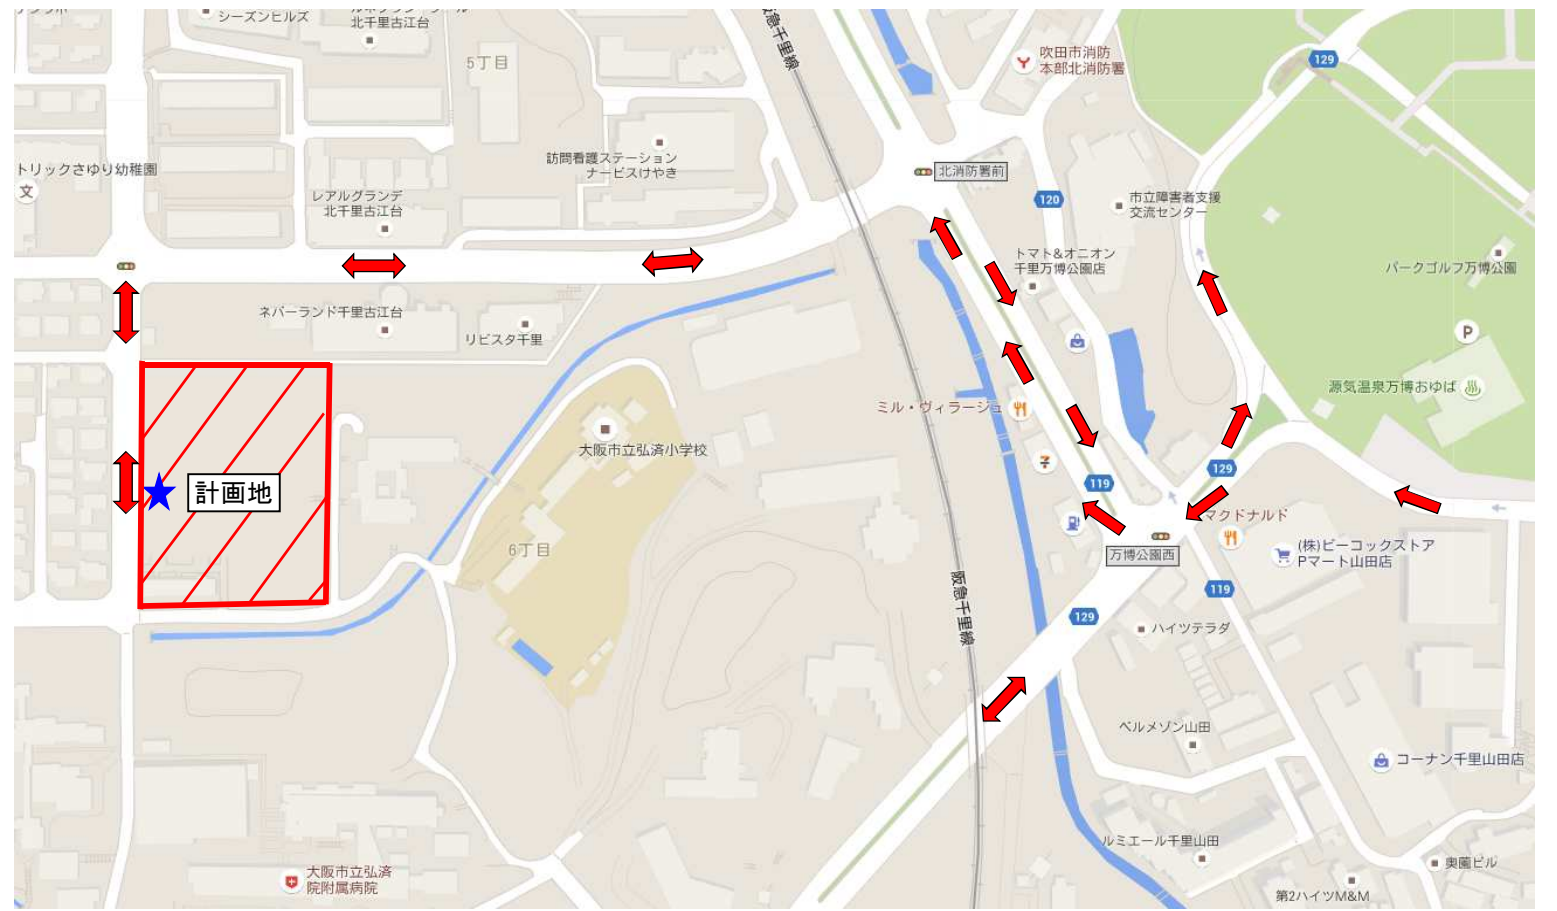 シーズンヒルズ
北千里古江台
5丁目
阪急千里線
吹田市消防
本部北消防署
129
訪問看護ステーション
ナービスけやき
北消防署前
トリックさゆり幼稚園
文
レアルグランデ
北千里古江台
120
市立障害者支援
交流センター
トマト&オニオン
千里万博公園店
パークゴルフ万博公園
ネバーランド千里古江台
リビスタ千里
P
源気温泉万博おゆば
ミル・ヴィラージュ
大阪市立弘済小学校
計画地
119
129
マクドナルド
6丁目
万博公園西
(株)ピーコックストア
Pマート山田店
阪急千里線
119
129
ハイツテラダ
ベルメゾン山田
コーナン千里山田店
ルミエール千里山田
大阪市立弘済
院附属病院
奥薗ビル
第2ハイツM&M